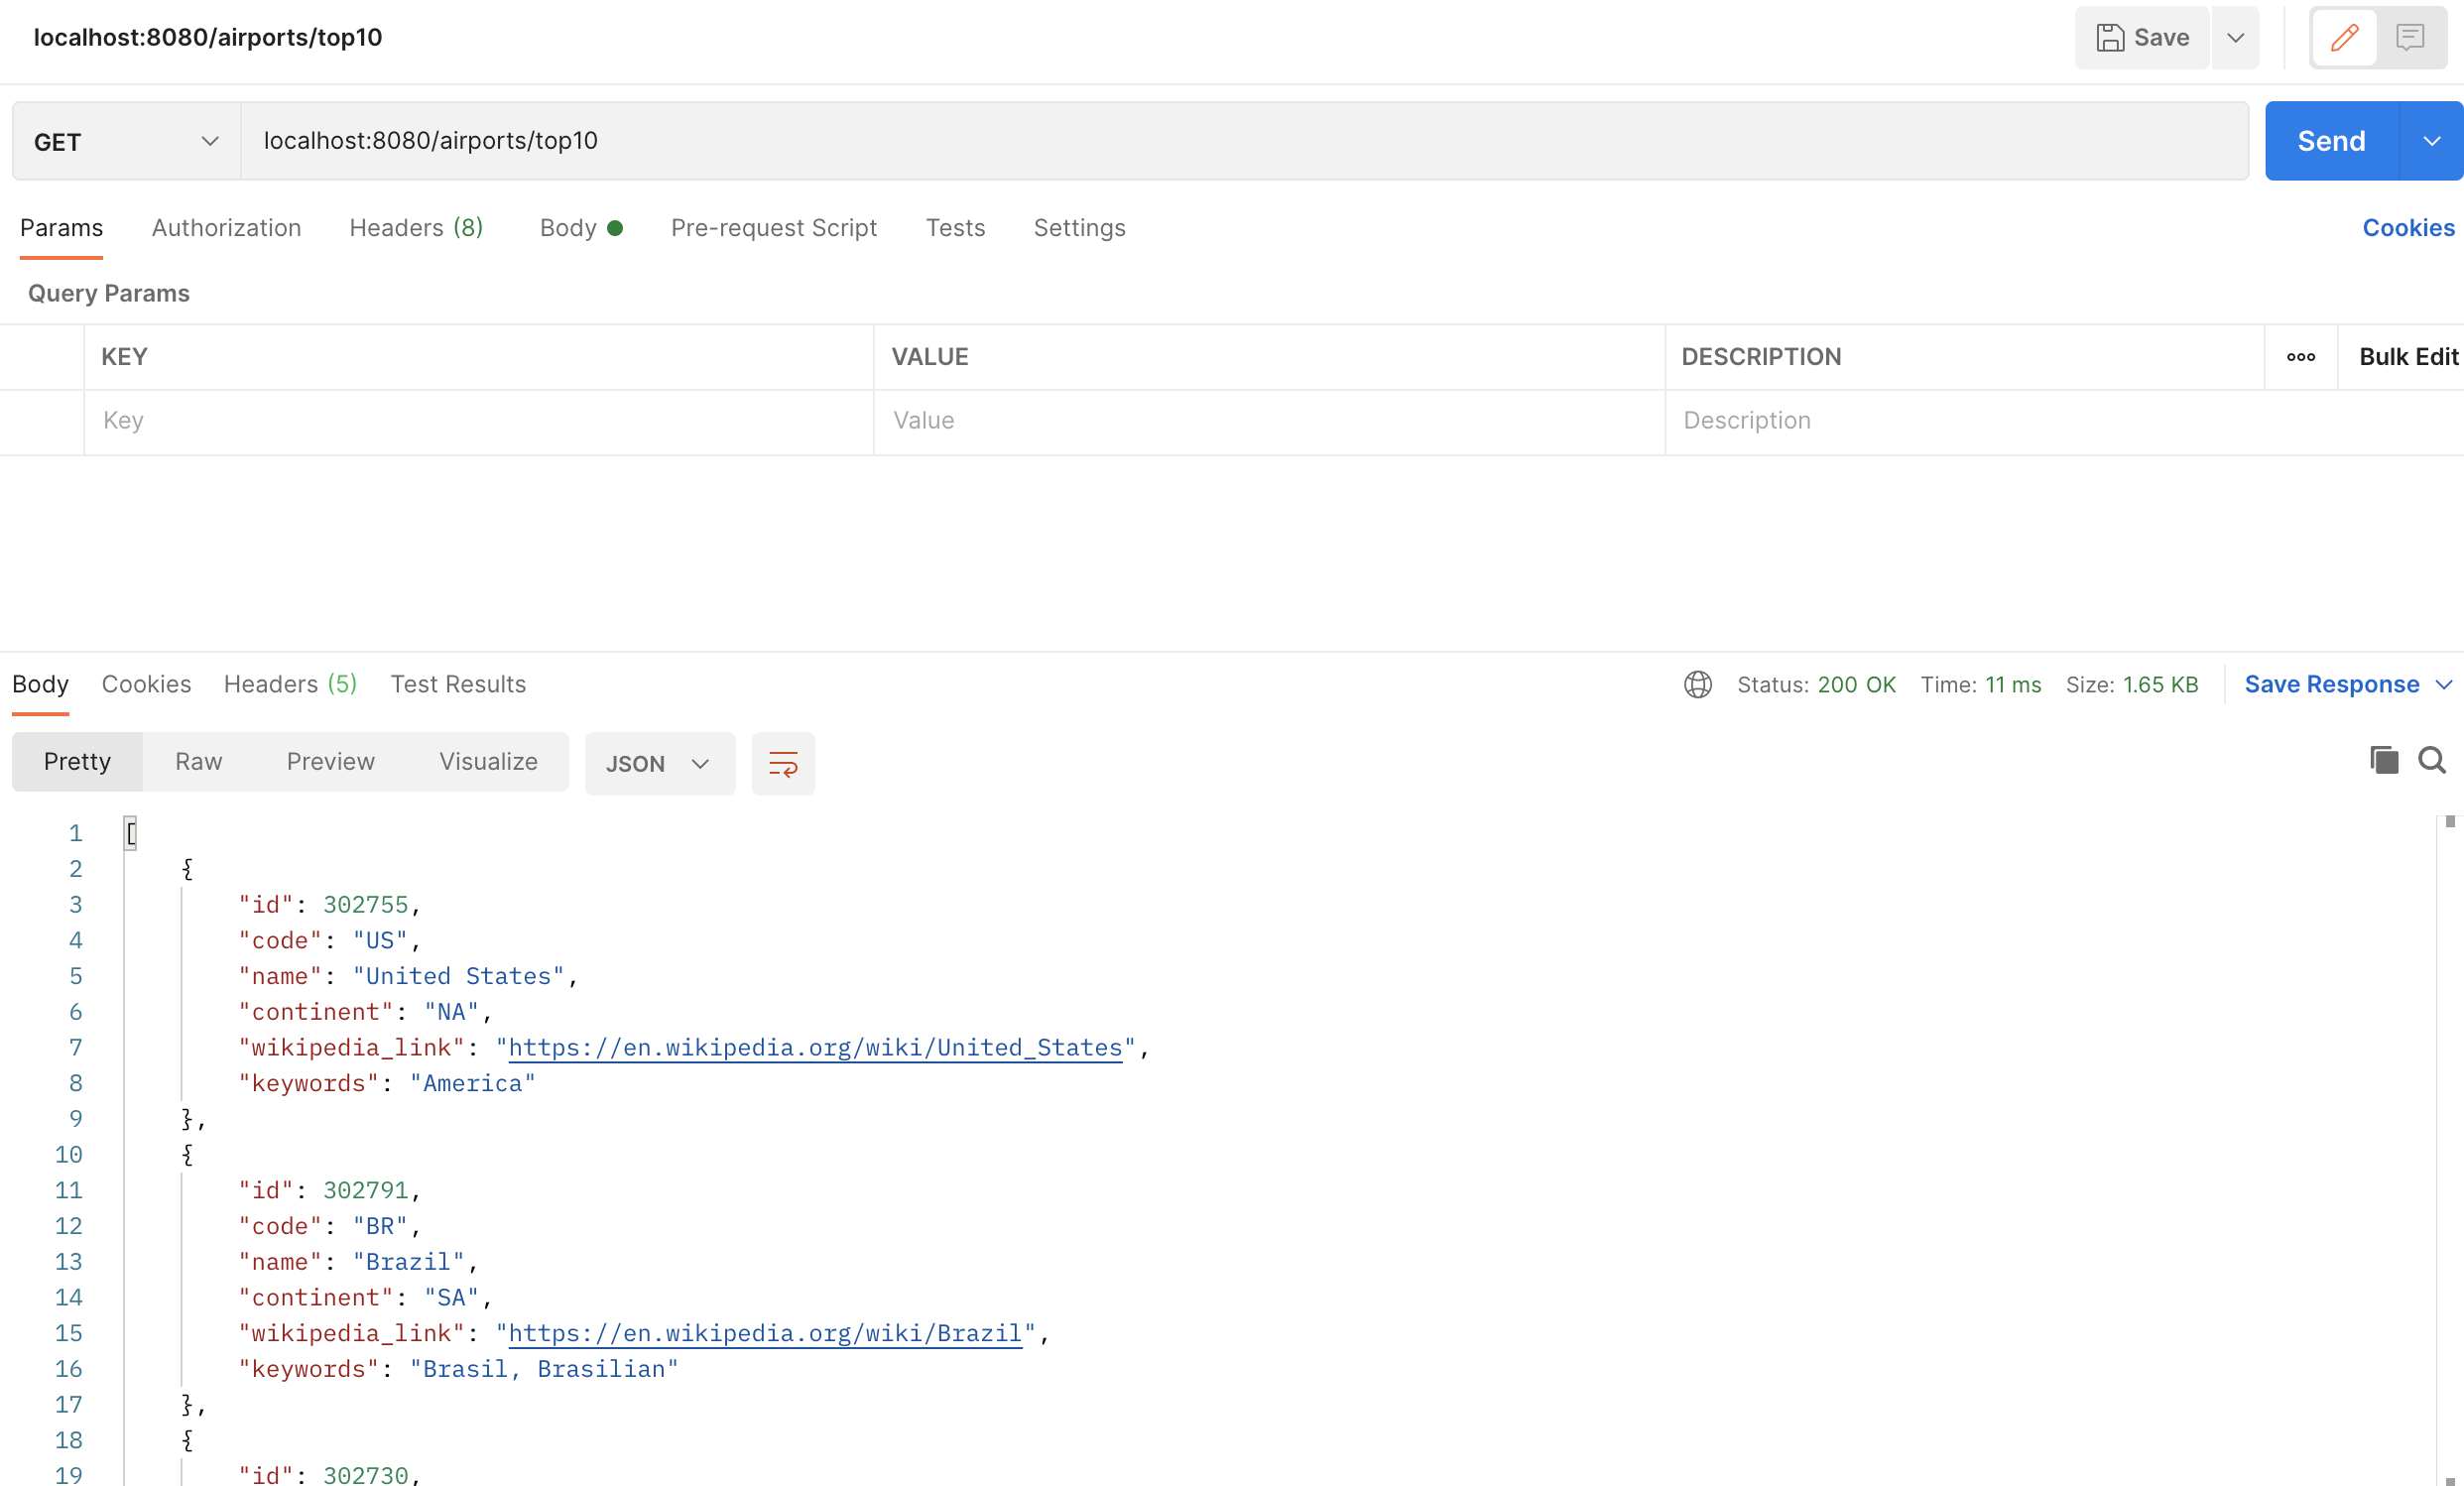 localhost:8080/airports/top10
Save
GET localhost:8080/airports/top10 Send
Params Authorization Headers (8) Body Pre-request Script Tests Settings Cookies
Query Params
KEY VALUE DESCRIPTION ooo Bulk Edit
Key Value Description
Body Cookies Headers (5) Test Results Status: 200 OK Time: 11 ms Size: 1.65 KB Save Response
Pretty Raw Preview Visualize JSON
1 [
2 {
3 "id": 302755,
4 "code": "US",
5 "name": "United States",
6 "continent": "NA",
7 "wikipedia_link": "https://en.wikipedia.org/wiki/United_States",
8 "keywords": "America"
9 },
10 {
11 "id": 302791,
12 "code": "BR",
13 "name": "Brazil",
14 "continent": "SA",
15 "wikipedia_link": "https://en.wikipedia.org/wiki/Brazil",
16 "keywords": "Brasil, Brasilian"
17 },
18 {
19 "id": 302730,